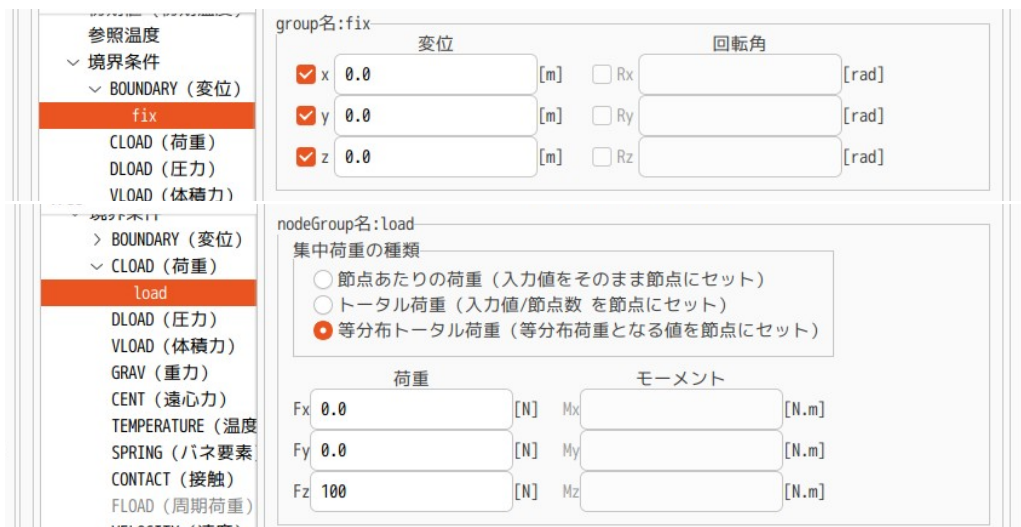 参照温度
境界条件
BOUNDARY (変位)
fix
CLOAD (荷重)
DLOAD (圧力)
VLOAD (体積力)
group名:fix
変位
回転角
x 0.0 [m] Rx [rad]
y 0.0 [m] Ry [rad]
z 0.0 [m] Rz [rad]
境界条件
BOUNDARY (変位)
CLOAD (荷重)
load
DLOAD (圧力)
VLOAD (体積力)
GRAV (重力)
CENT (遠心力)
TEMPERATURE (温度
SPRING (バネ要素
CONTACT (接触)
FLOAD (周期荷重)
nodeGroup名:load
集中荷重の種類
節点あたりの荷重 (入力値をそのまま節点にセット)
トータル荷重 (入力値/節点数 を節点にセット)
等分布トータル荷重 (等分布荷重となる値を節点にセット)
荷重
モーメント
Fx 0.0 [N] Mx [N.m]
Fy 0.0 [N] My [N.m]
Fz 100 [N] Mz [N.m]